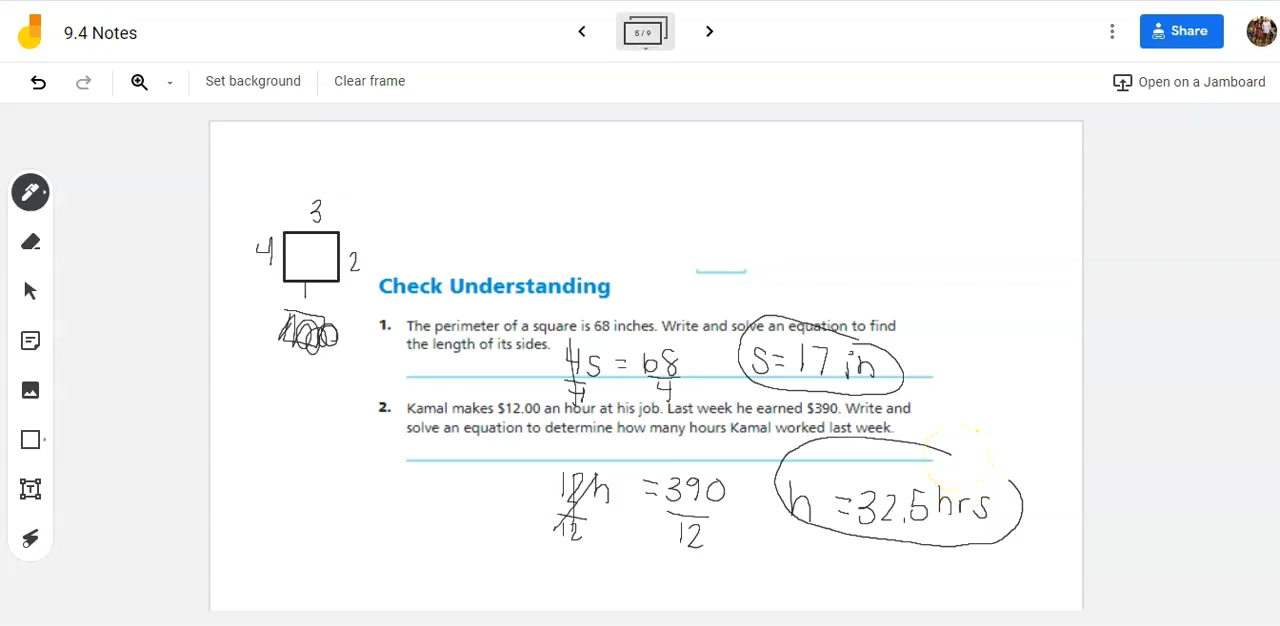 9.4 Notes
5 / 9
Share
Set background
Clear frame
Open on a Jamboard
3
4
2
1
Check Understanding
1. The perimeter of a square is 68 inches. Write and solve an equation to find
the length of its sides.
4s = 68
4 4
s = 17 in
2. Kamal makes $12.00 an hour at his job. Last week he earned $390. Write and
solve an equation to determine how many hours Kamal worked last week.
12h = 390
12 12
h = 32.5 hrs